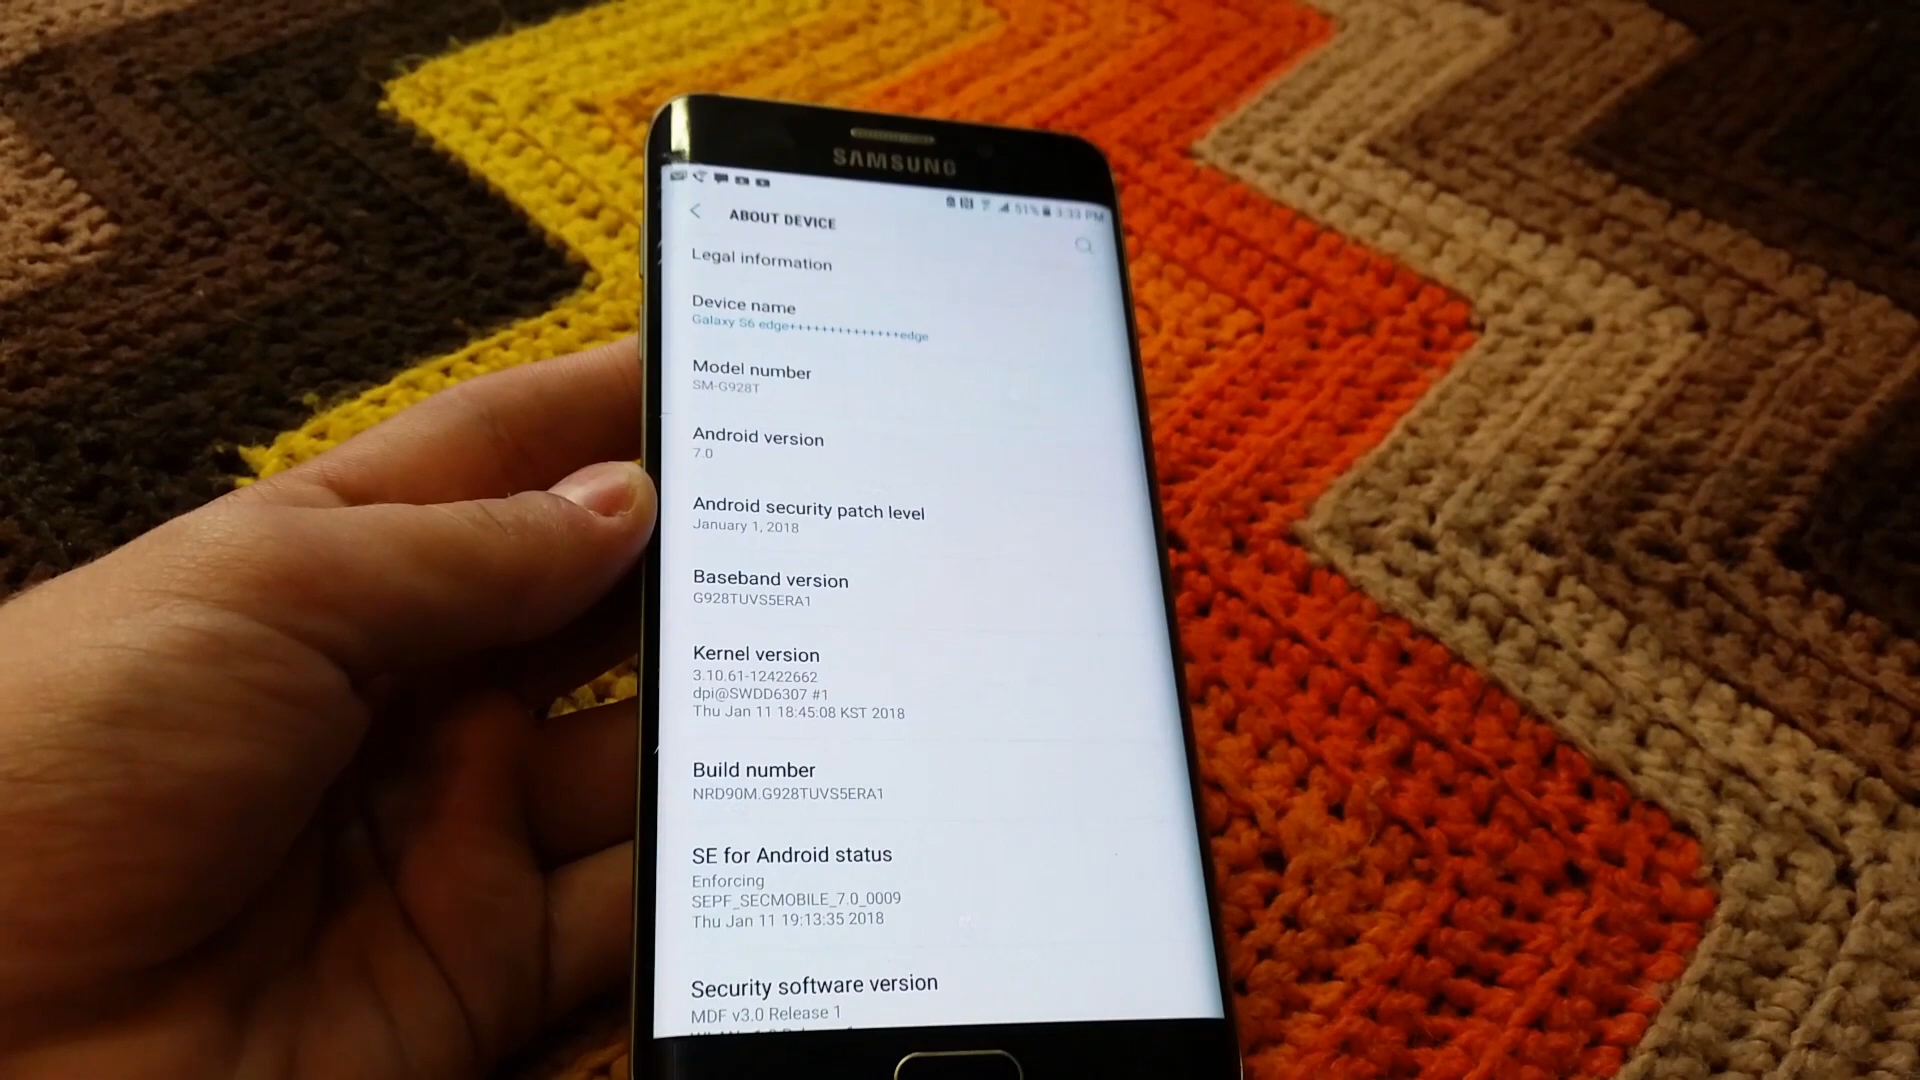 SAMSUNG
51% 3:33 PM
ABOUT DEVICE
Legal information
Device name
Galaxy S6 edge++++++++++++++edge
Model number
SM-G928T
Android version
7.0
Android security patch level
January 1, 2018
Baseband version
G928TUVS5ERA1
Kernel version
3.10.61-12422662
dpi@SWDD6307 #1
Thu Jan 11 18:45:08 KST 2018
Build number
NRD90M.G928TUVS5ERA1
SE for Android status
Enforcing
SEPF_SECMOBILE_7.0_0009
Thu Jan 11 19:13:35 2018
Security software version
MDF v3.0 Release 1